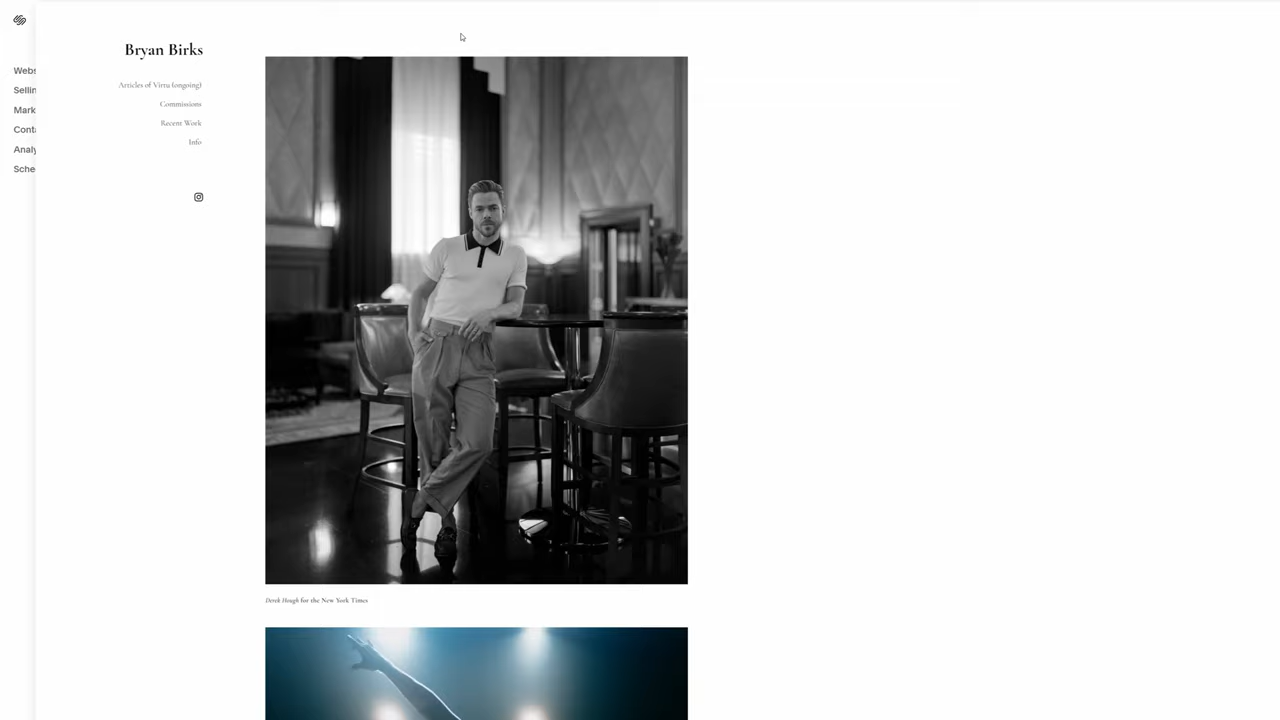 Bryan Birks
Articles of Virtu (ongoing)
Commissions
Recent Work
Info
Webs
Sellin
Mark
Conta
Analy
Sche
Derek Hough for the New York Times